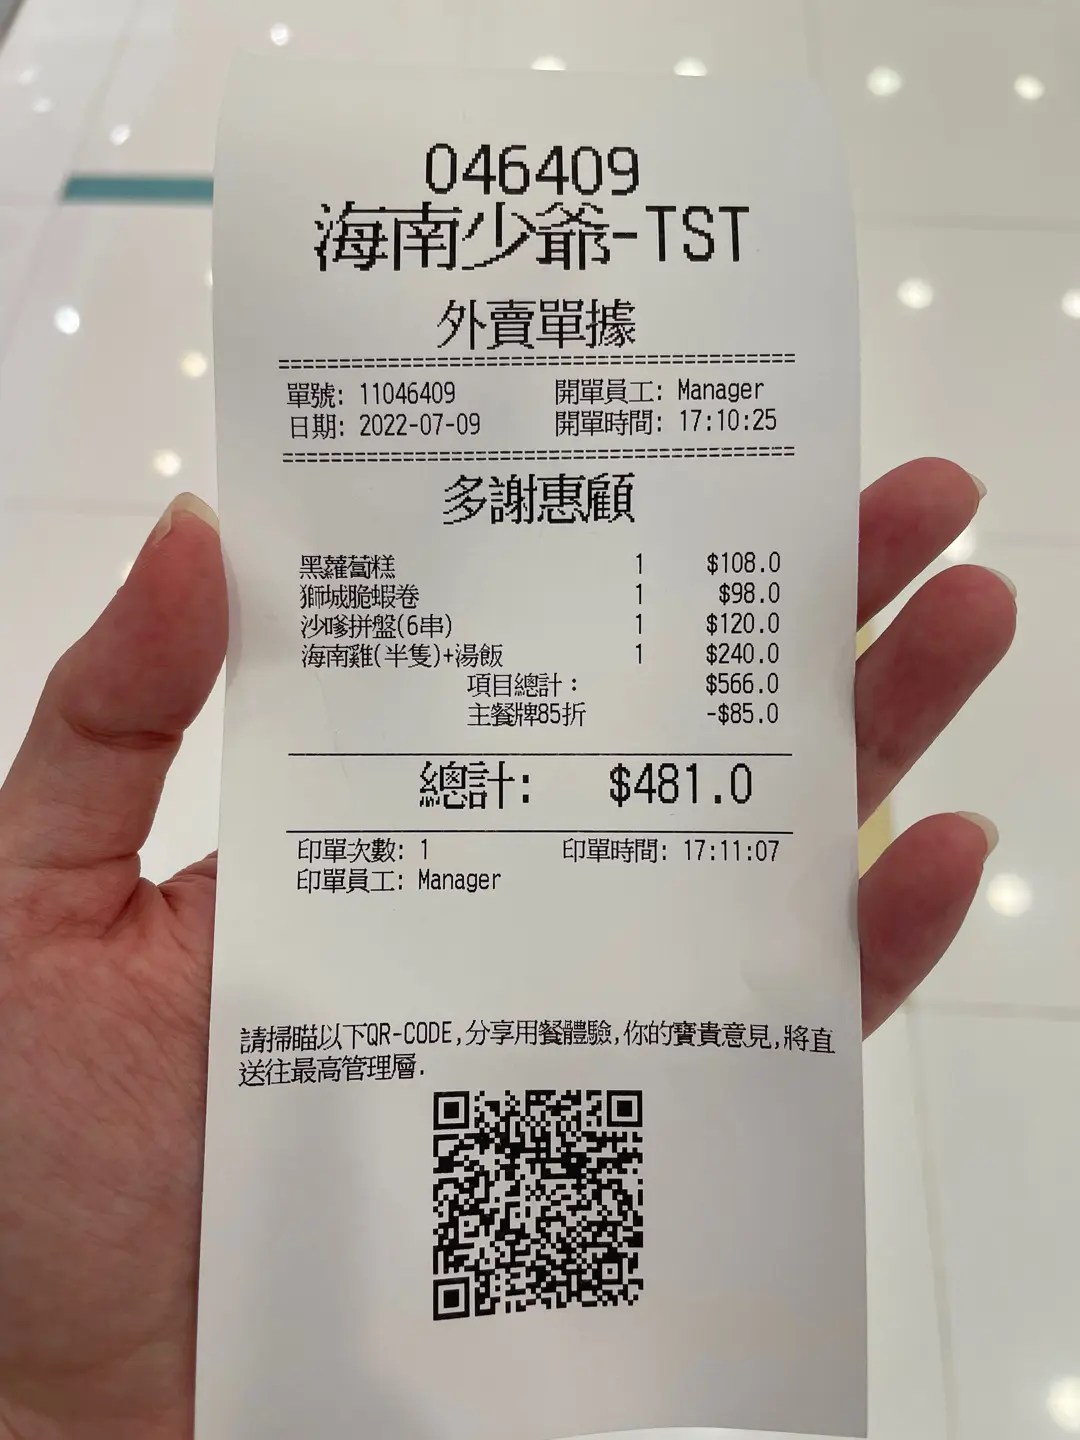 046409
海南少爺-TST
外賣單據
單號: 11046409 開單員工: Manager
日期: 2022-07-09 開單時間: 17:10:25
多謝惠顧
黑蘿蔔糕 1 $108.0
獅城脆蝦卷 1 $98.0
沙嗲拼盤(6串) 1 $120.0
海南雞(半隻)+湯飯 1 $240.0
項目總計: $566.0
主餐牌85折 -$85.0
總計: $481.0
印單次數: 1 印單時間: 17:11:07
印單員工: Manager
請掃瞄以下QR-CODE,分享用餐體驗,你的寶貴意見,將直
送往最高管理層.